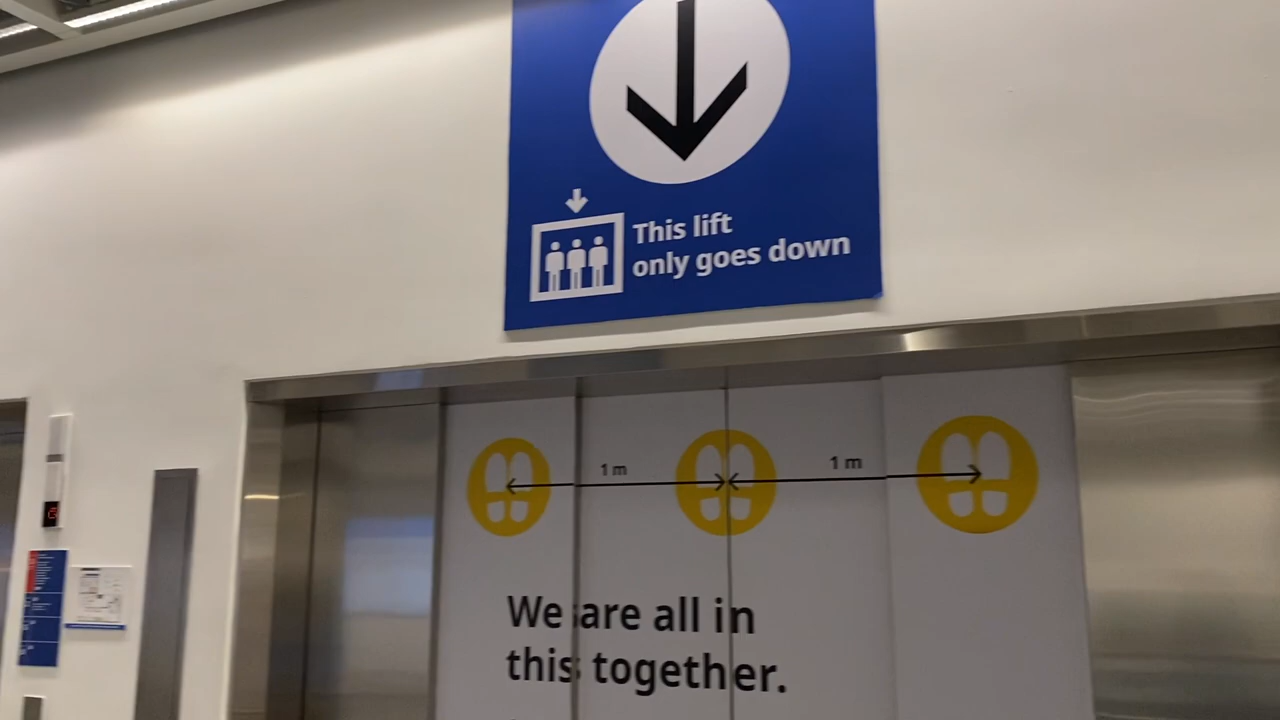 This lift
only goes down
1 m
1 m
We are all in
this together.